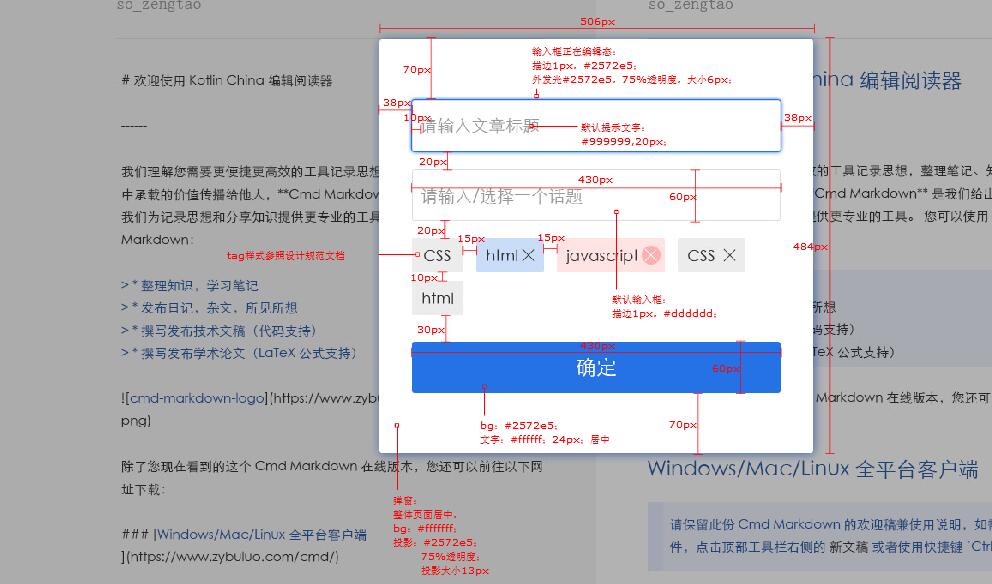 so_zengtao
so_zengtao
506px
# 欢迎使用 Kotlin China 编辑阅读器
------
我们理解您需要更便捷更高效的工具记录思想
中承载的价值传播给他人，**Cmd Markdow
我们为记录思想和分享知识提供更专业的工具
Markdown：
> * 整理知识，学习笔记
> * 发布日记，杂文，所见所想
> * 撰写发布技术文稿（代码支持）
> * 撰写发布学术论文（LaTeX 公式支持）
![cmd-markdown-logo](https://www.zyb
png)
除了您现在看到的这个 Cmd Markdown 在线版本，您还可以前往以下网
址下载：
### [Windows/Mac/Linux 全平台客户端
](https://www.zybuluo.com/cmd/)
tag样式参照设计规范文档
70px
输入框正在编辑态：
描边1px，#2572e5；
外发光#2572e5，75%透明度，大小6px；
38px
10px
请输入文章标题
默认提示文字：
#999999,20px；
38px
20px
430px
请输入/选择一个话题
60px
20px
15px
15px
CSS
html
javascript
CSS
10px
html
默认输入框：
描边1px，#dddddd；
30px
430px
确定
60px
bg：#2572e5；
文字：#ffffff；24px；居中
70px
484px
弹窗：
整体页面居中，
bg：#ffffff；
投影：#2572e5；
75%透明度；
投影大小13px
hina 编辑阅读器
的工具记录思想，整理笔记、知
Cmd Markdown** 是我们给出
提供更专业的工具。 您可以使用
所想
码支持）
TeX 公式支持）
Markdown 在线版本，您还可
Windows/Mac/Linux 全平台客户端
请保留此份 Cmd Markdown 的欢迎稿兼使用说明，如需
件，点击顶部工具栏右侧的 新文稿 或者使用快捷键 `Ctrl